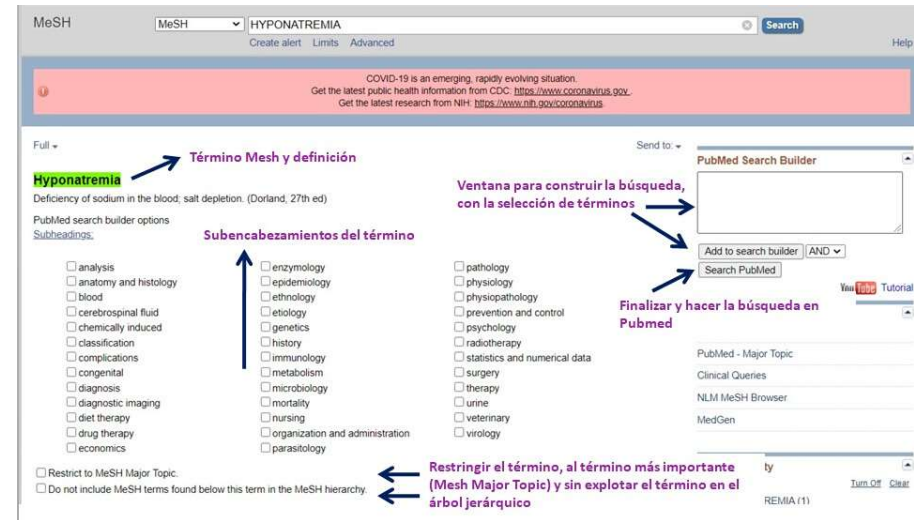 MeSH
MeSH
HYPONATREMIA
Search
Create alert Limits Advanced
Help
COVID-19 is an emerging, rapidly evolving situation.
Get the latest public health information from CDC: https://www.coronavirus.gov .
Get the latest research from NIH: https://www.nih.gov/coronavirus.
Full
Send to:
Término Mesh y definición
Hyponatremia
Deficiency of sodium in the blood; salt depletion. (Dorland, 27th ed)
PubMed search builder options
Subheadings:
Subencabezamientos del término
analysis
anatomy and histology
blood
cerebrospinal fluid
chemically induced
classification
complications
congenital
diagnosis
diagnostic imaging
diet therapy
drug therapy
economics
enzymology
epidemiology
ethnology
etiology
genetics
history
immunology
metabolism
microbiology
mortality
nursing
organization and administration
parasitology
pathology
physiology
physiopathology
prevention and control
psychology
radiotherapy
statistics and numerical data
surgery
therapy
urine
veterinary
virology
Restrict to MeSH Major Topic.
Do not include MeSH terms found below this term in the MeSH hierarchy.
Restringir el término, al término más importante
(Mesh Major Topic) y sin explotar el término en el
árbol jerárquico
PubMed Search Builder
Ventana para construir la búsqueda,
con la selección de términos
Add to search builder AND
Search PubMed
Finalizar y hacer la búsqueda en
Pubmed
YouTube Tutorial
PubMed - Major Topic
Clinical Queries
NLM MeSH Browser
MedGen
ty
Turn Off Clear
REMIA (1)